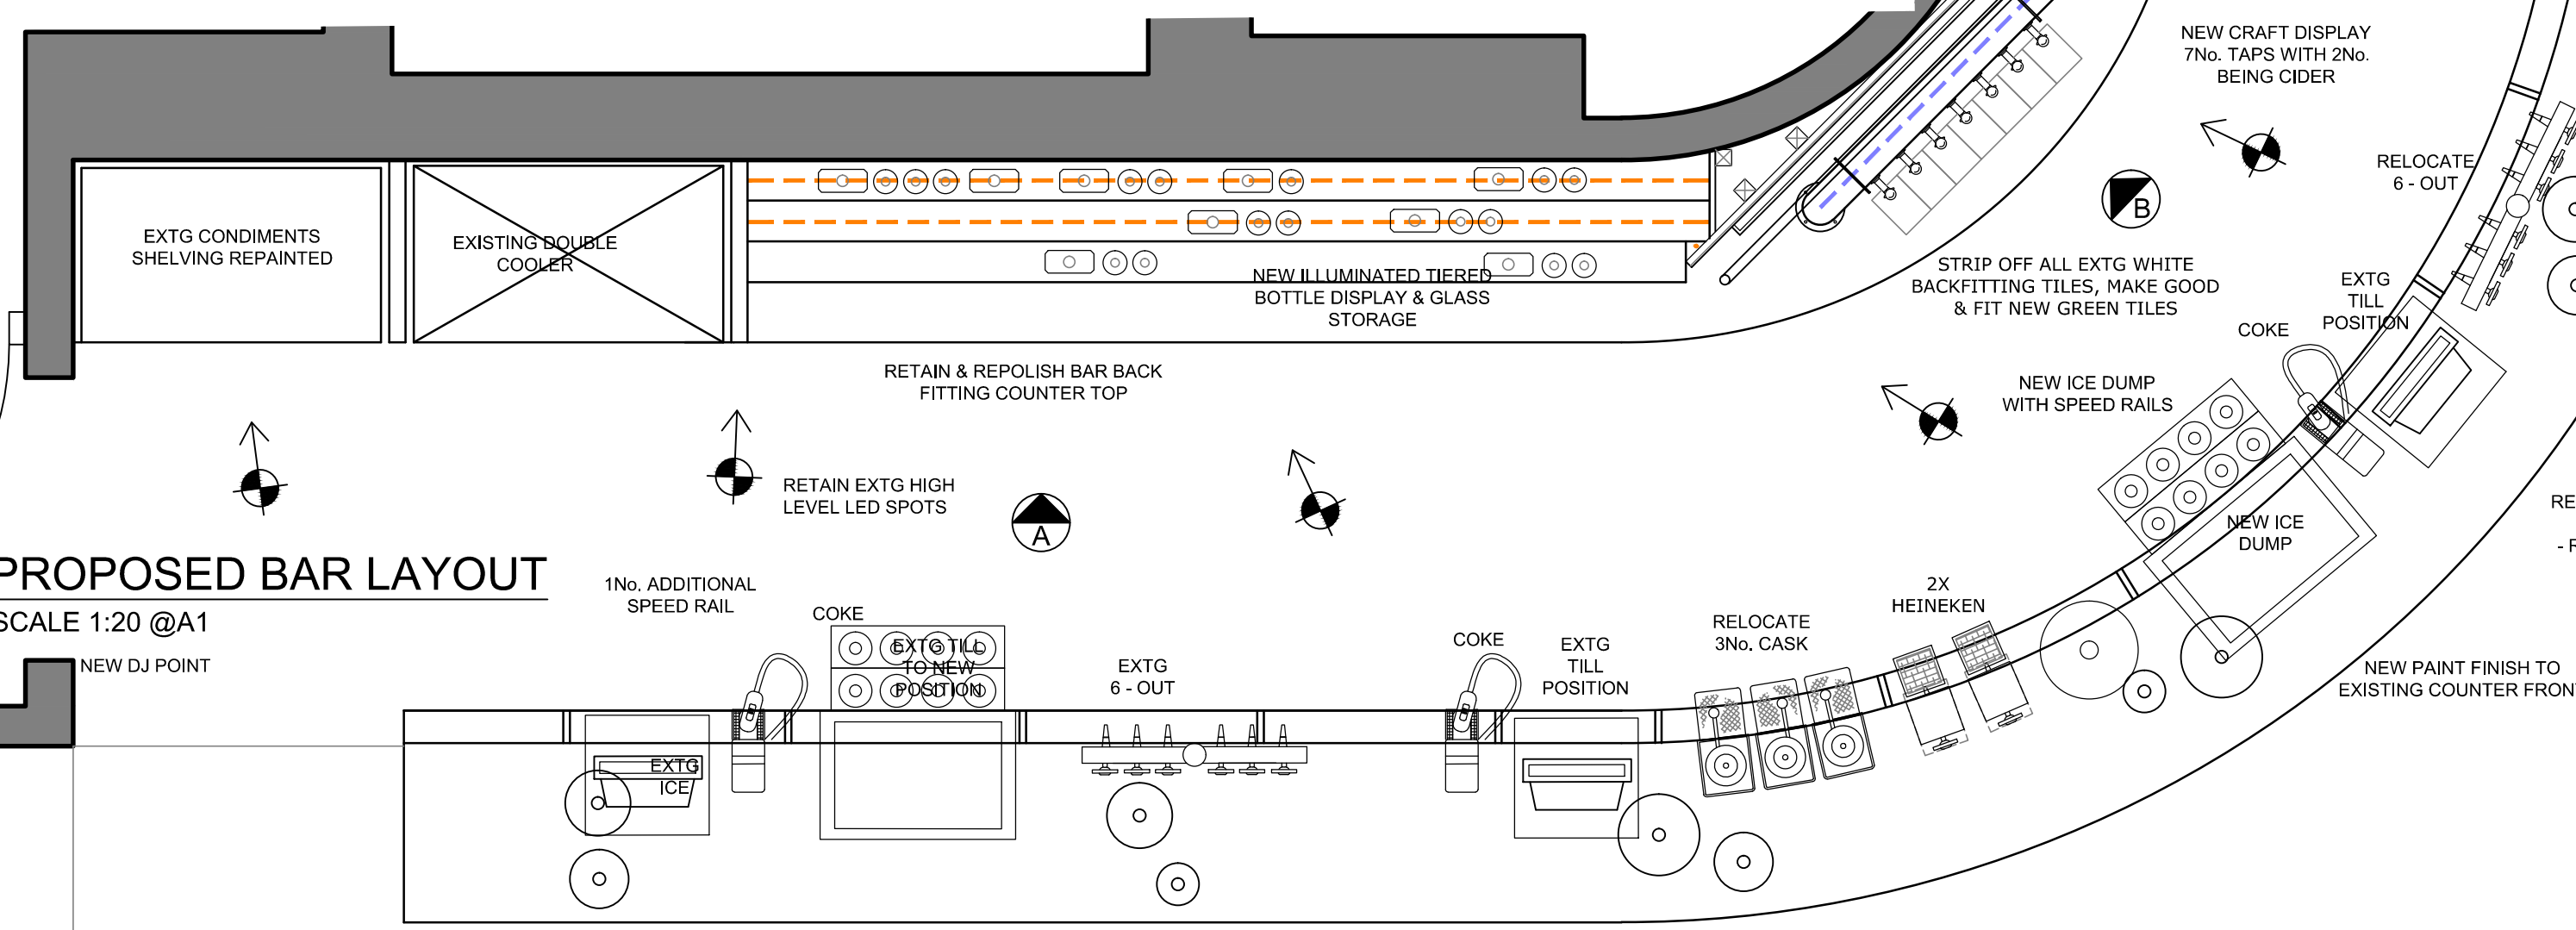 NEW CRAFT DISPLAY
7No. TAPS WITH 2No.
BEING CIDER
RELOCATE
6 - OUT
B
EXTG CONDIMENTS
SHELVING REPAINTED
EXISTING DOUBLE
COOLER
NEW ILLUMINATED TIERED
BOTTLE DISPLAY & GLASS
STORAGE
STRIP OFF ALL EXTG WHITE
BACKFITTING TILES, MAKE GOOD
& FIT NEW GREEN TILES
EXTG
TILL
POSITION
COKE
RETAIN & REPOLISH BAR BACK
FITTING COUNTER TOP
NEW ICE DUMP
WITH SPEED RAILS
RETAIN EXTG HIGH
LEVEL LED SPOTS
A
NEW ICE
DUMP
RE
- R
PROPOSED BAR LAYOUT
SCALE 1:20 @A1
NEW DJ POINT
1No. ADDITIONAL
SPEED RAIL
COKE
EXTG TILL
TO NEW
POSITION
EXTG
6 - OUT
COKE
EXTG
TILL
POSITION
RELOCATE
3No. CASK
2X
HEINEKEN
NEW PAINT FINISH TO
EXISTING COUNTER FRON
EXTG
ICE